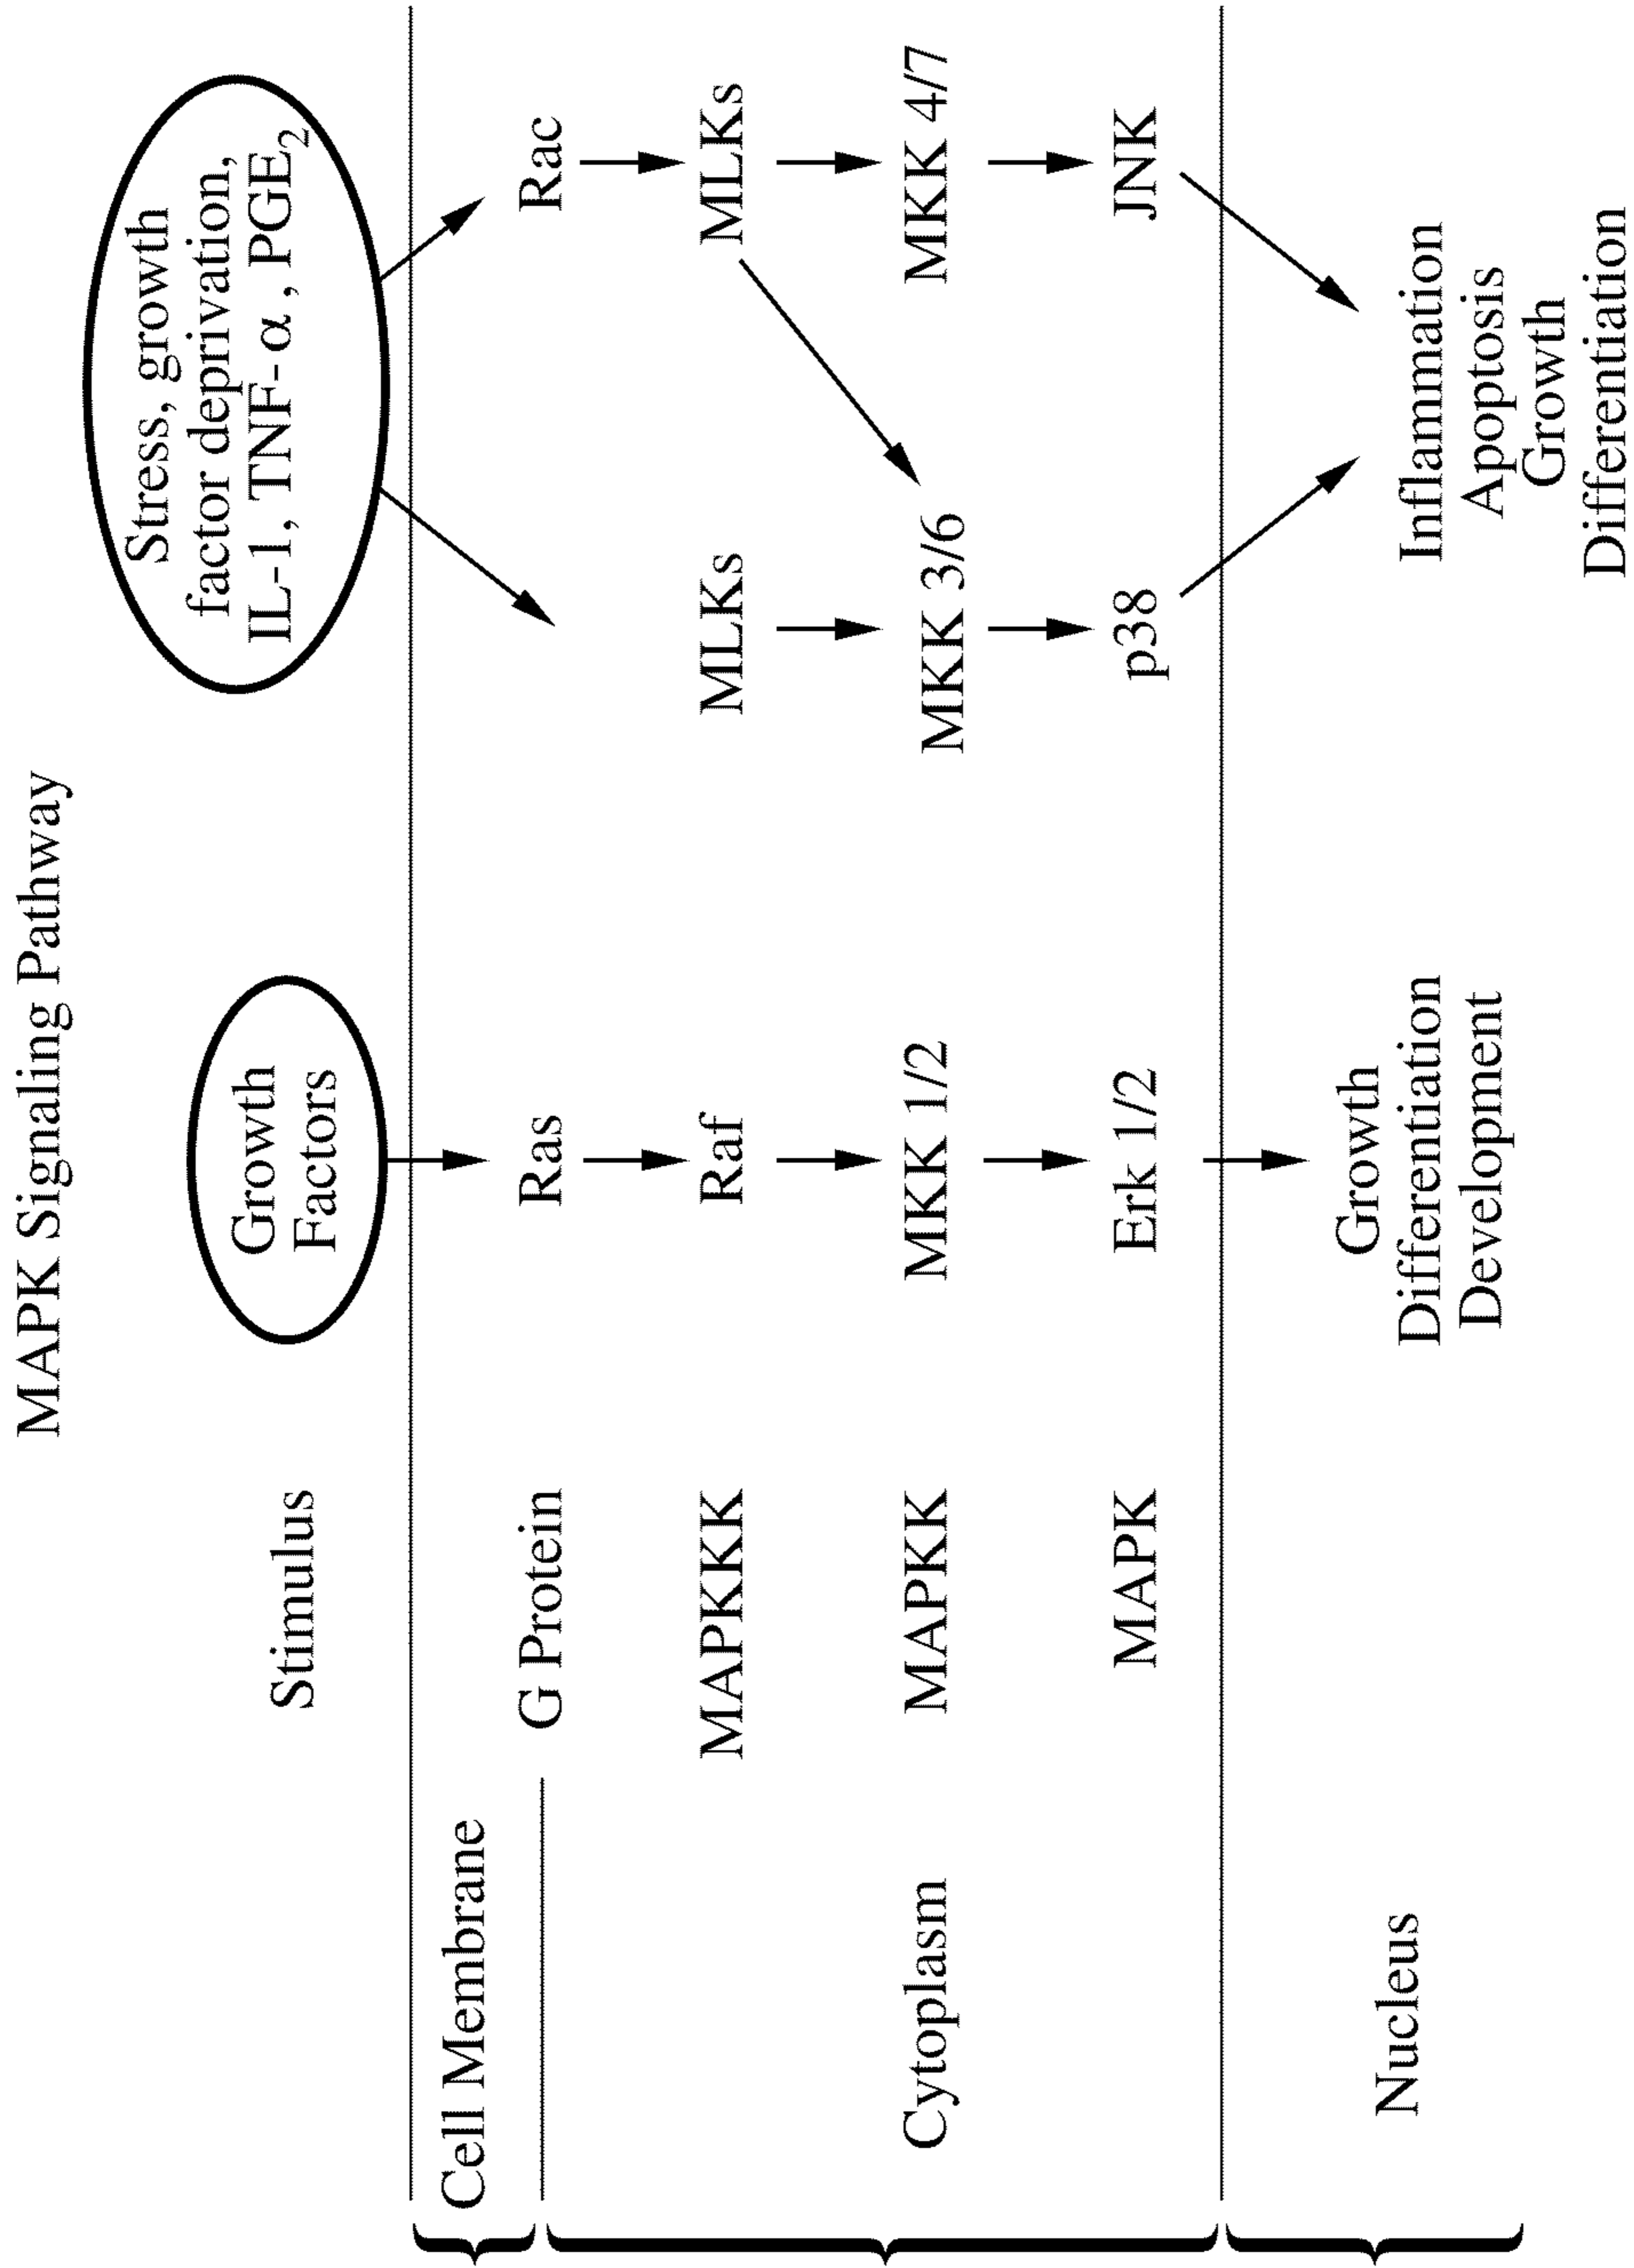 MAPK Signaling Pathway
Stimulus
Growth
Factors
Stress, growth
factor deprivation,
IL-1, TNF-α, PGE₂
Cell Membrane
G Protein
Ras
Rac
MAPKKK
Raf
MLKs
MLKs
Cytoplasm
MAPKK
MKK 1/2
MKK 3/6
MKK 4/7
MAPK
Erk 1/2
p38
JNK
Nucleus
Growth
Differentiation
Development
Inflammation
Apoptosis
Growth
Differentiation